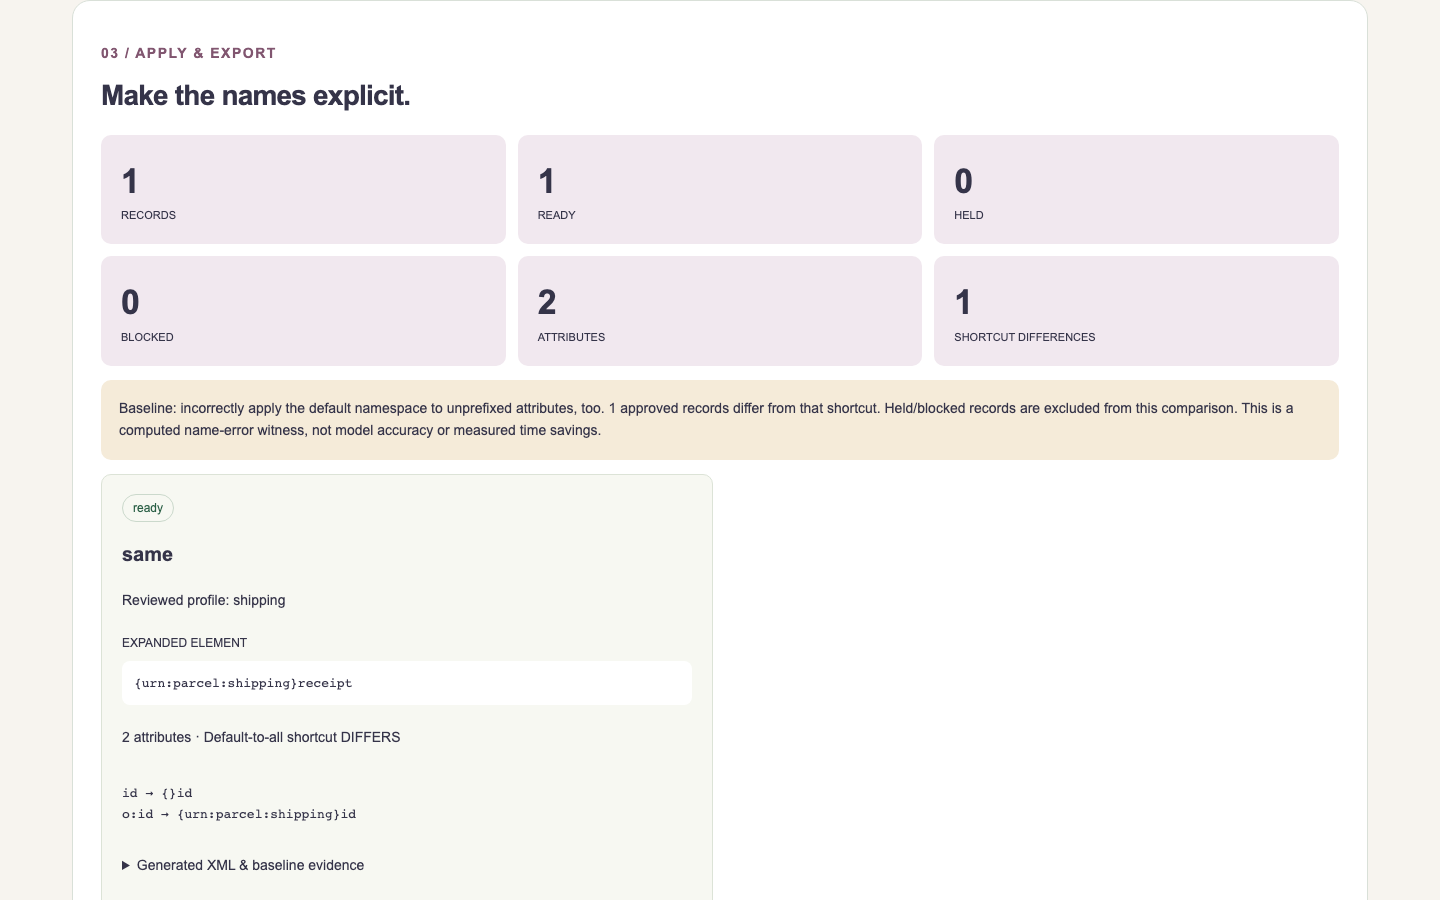 03 / APPLY & EXPORT
Make the names explicit.
1
RECORDS
1
READY
0
HELD
0
BLOCKED
2
ATTRIBUTES
1
SHORTCUT DIFFERENCES
Baseline: incorrectly apply the default namespace to unprefixed attributes, too. 1 approved records differ from that shortcut. Held/blocked records are excluded from this comparison. This is a
computed name-error witness, not model accuracy or measured time savings.
ready
same
Reviewed profile: shipping
EXPANDED ELEMENT
{urn:parcel:shipping}receipt
2 attributes · Default-to-all shortcut DIFFERS
id → {}id
o:id → {urn:parcel:shipping}id
▶ Generated XML & baseline evidence